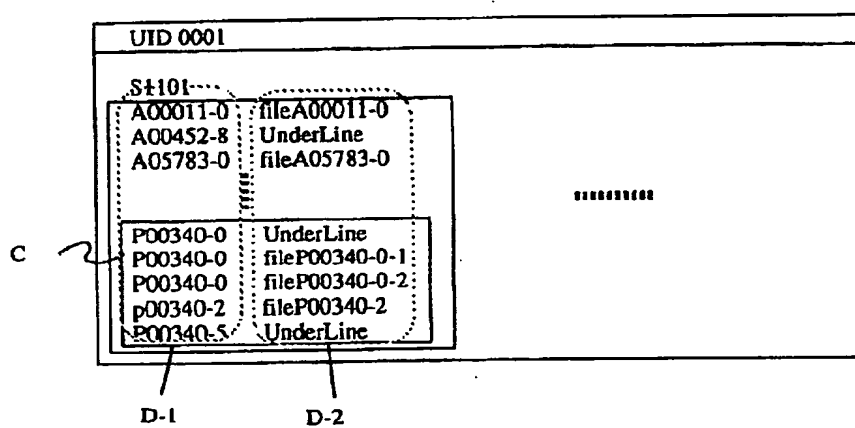 UID 0001
S+101
A00011-0 fileA00011-0
A00452-8 UnderLine
A05783-0 fileA05783-0
P00340-0 UnderLine
C P00340-0 fileP00340-0-1
P00340-0 fileP00340-0-2
p00340-2 fileP00340-2
P00340-5 UnderLine
D-1 D-2